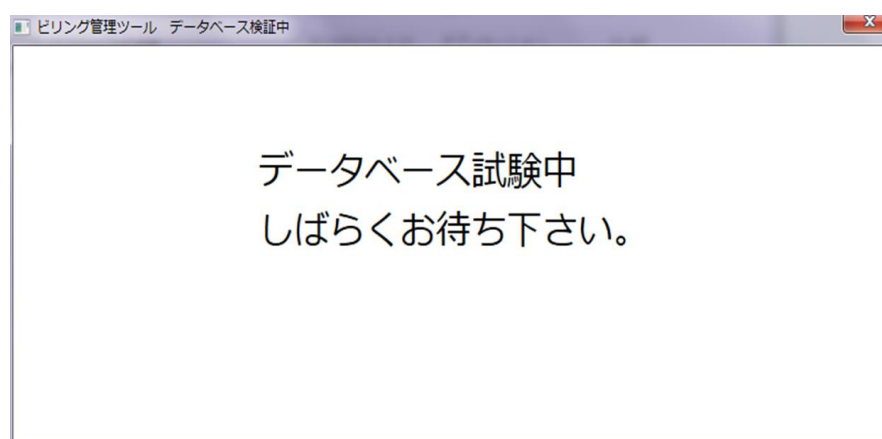 ビリング管理ツール　データベース検証中
データベース試験中
しばらくお待ち下さい。